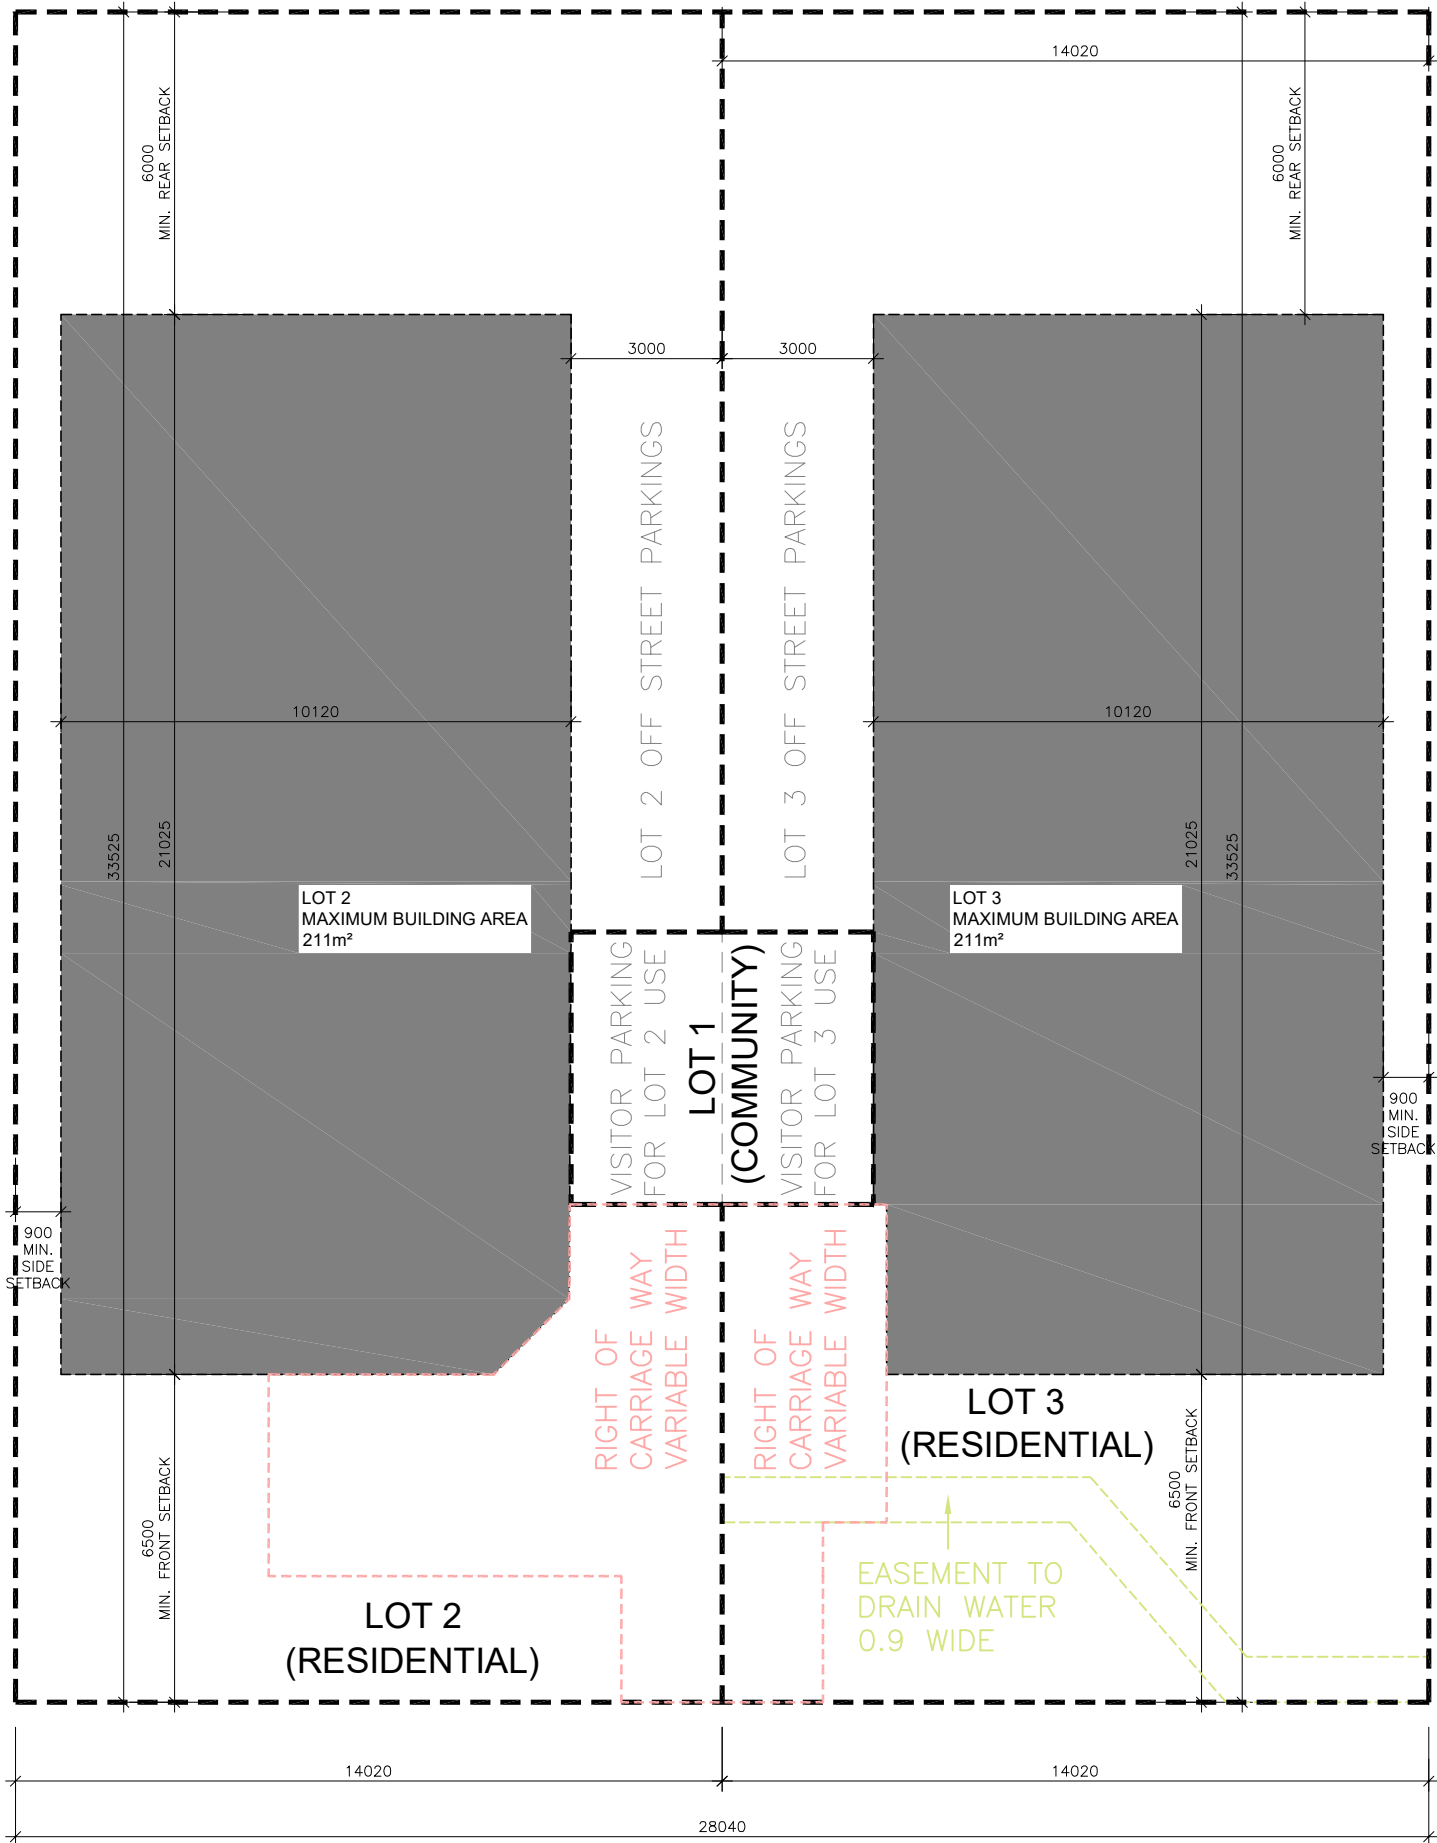 14020
6000
MIN. REAR SETBACK
6000
MIN. REAR SETBACK
3000
3000
LOT 2 OFF STREET PARKINGS
LOT 3 OFF STREET PARKINGS
10120
10120
33525
21025
21025
33525
LOT 2
MAXIMUM BUILDING AREA
211m²
LOT 3
MAXIMUM BUILDING AREA
211m²
VISITOR PARKING
FOR LOT 2 USE
LOT 1
(COMMUNITY)
VISITOR PARKING
FOR LOT 3 USE
900
MIN.
SIDE
SETBACK
900
MIN.
SIDE
SETBACK
RIGHT OF
CARRIAGE WAY
VARIABLE WIDTH
RIGHT OF
CARRIAGE WAY
VARIABLE WIDTH
LOT 3
(RESIDENTIAL)
6500
MIN. FRONT SETBACK
6500
MIN. FRONT SETBACK
EASEMENT TO
DRAIN WATER
0.9 WIDE
LOT 2
(RESIDENTIAL)
14020
14020
28040